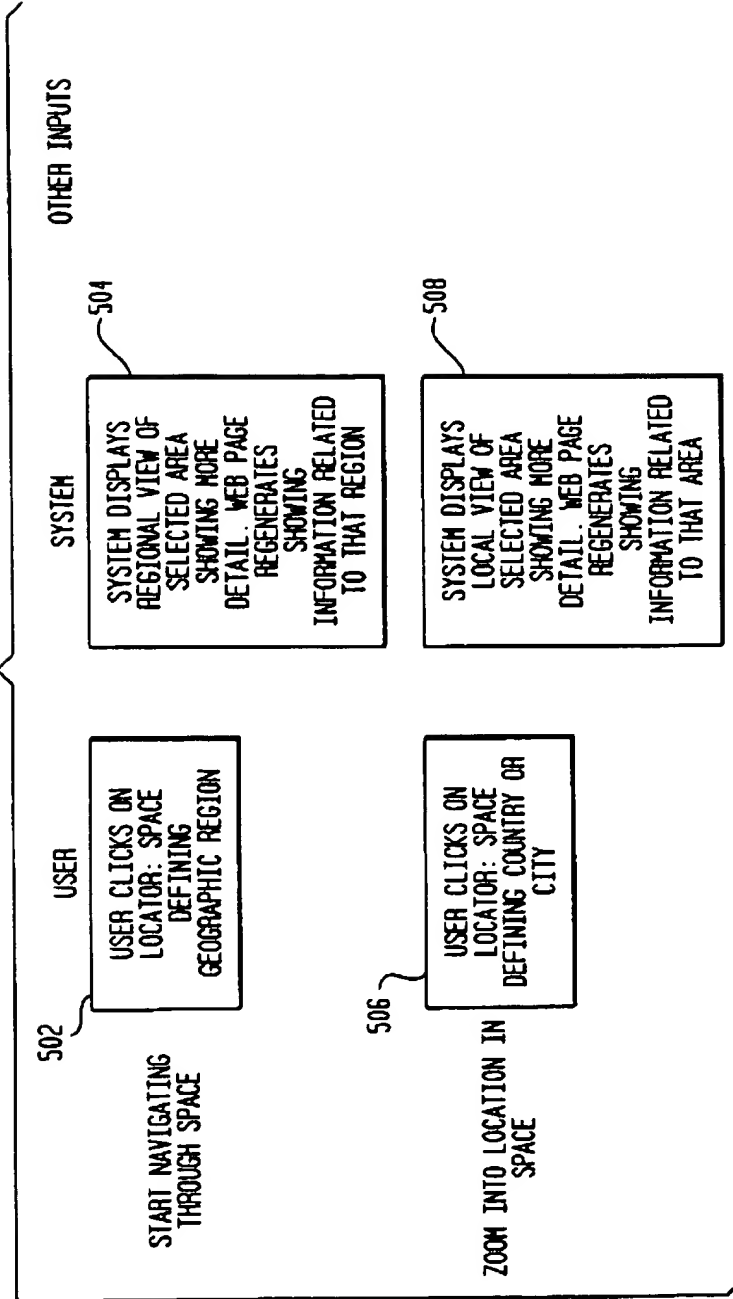 USER
SYSTEM
OTHER INPUTS
START NAVIGATING
THROUGH SPACE
502
USER CLICKS ON
LOCATOR: SPACE
DEFINING
GEOGRAPHIC REGION
504
SYSTEM DISPLAYS
REGIONAL VIEW OF
SELECTED AREA
SHOWING MORE
DETAIL. WEB PAGE
REGENERATES
SHOWING
INFORMATION RELATED
TO THAT REGION
ZOOM INTO LOCATION IN
SPACE
506
USER CLICKS ON
LOCATOR: SPACE
DEFINING COUNTRY OR
CITY
508
SYSTEM DISPLAYS
LOCAL VIEW OF
SELECTED AREA
SHOWING MORE
DETAIL. WEB PAGE
REGENERATES
SHOWING
INFORMATION RELATED
TO THAT AREA